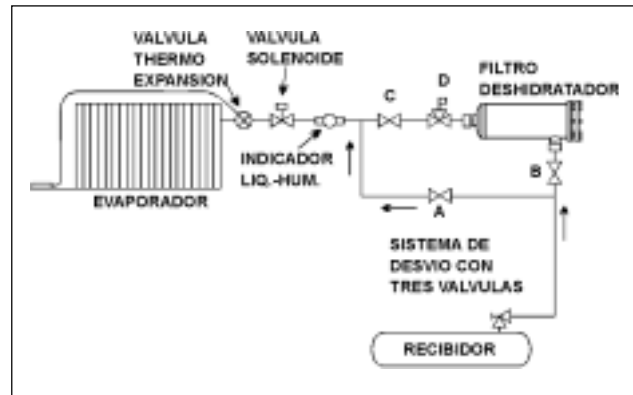 VALVULA
THERMO
EXPANSION
VALVULA
SOLENOIDE
D
C
FILTRO
DESHIDRATADOR
INDICADOR
LIQ.-HUM.
B
EVAPORADOR
A
SISTEMA DE
DESVIO CON
TRES VALVULAS
RECIBIDOR